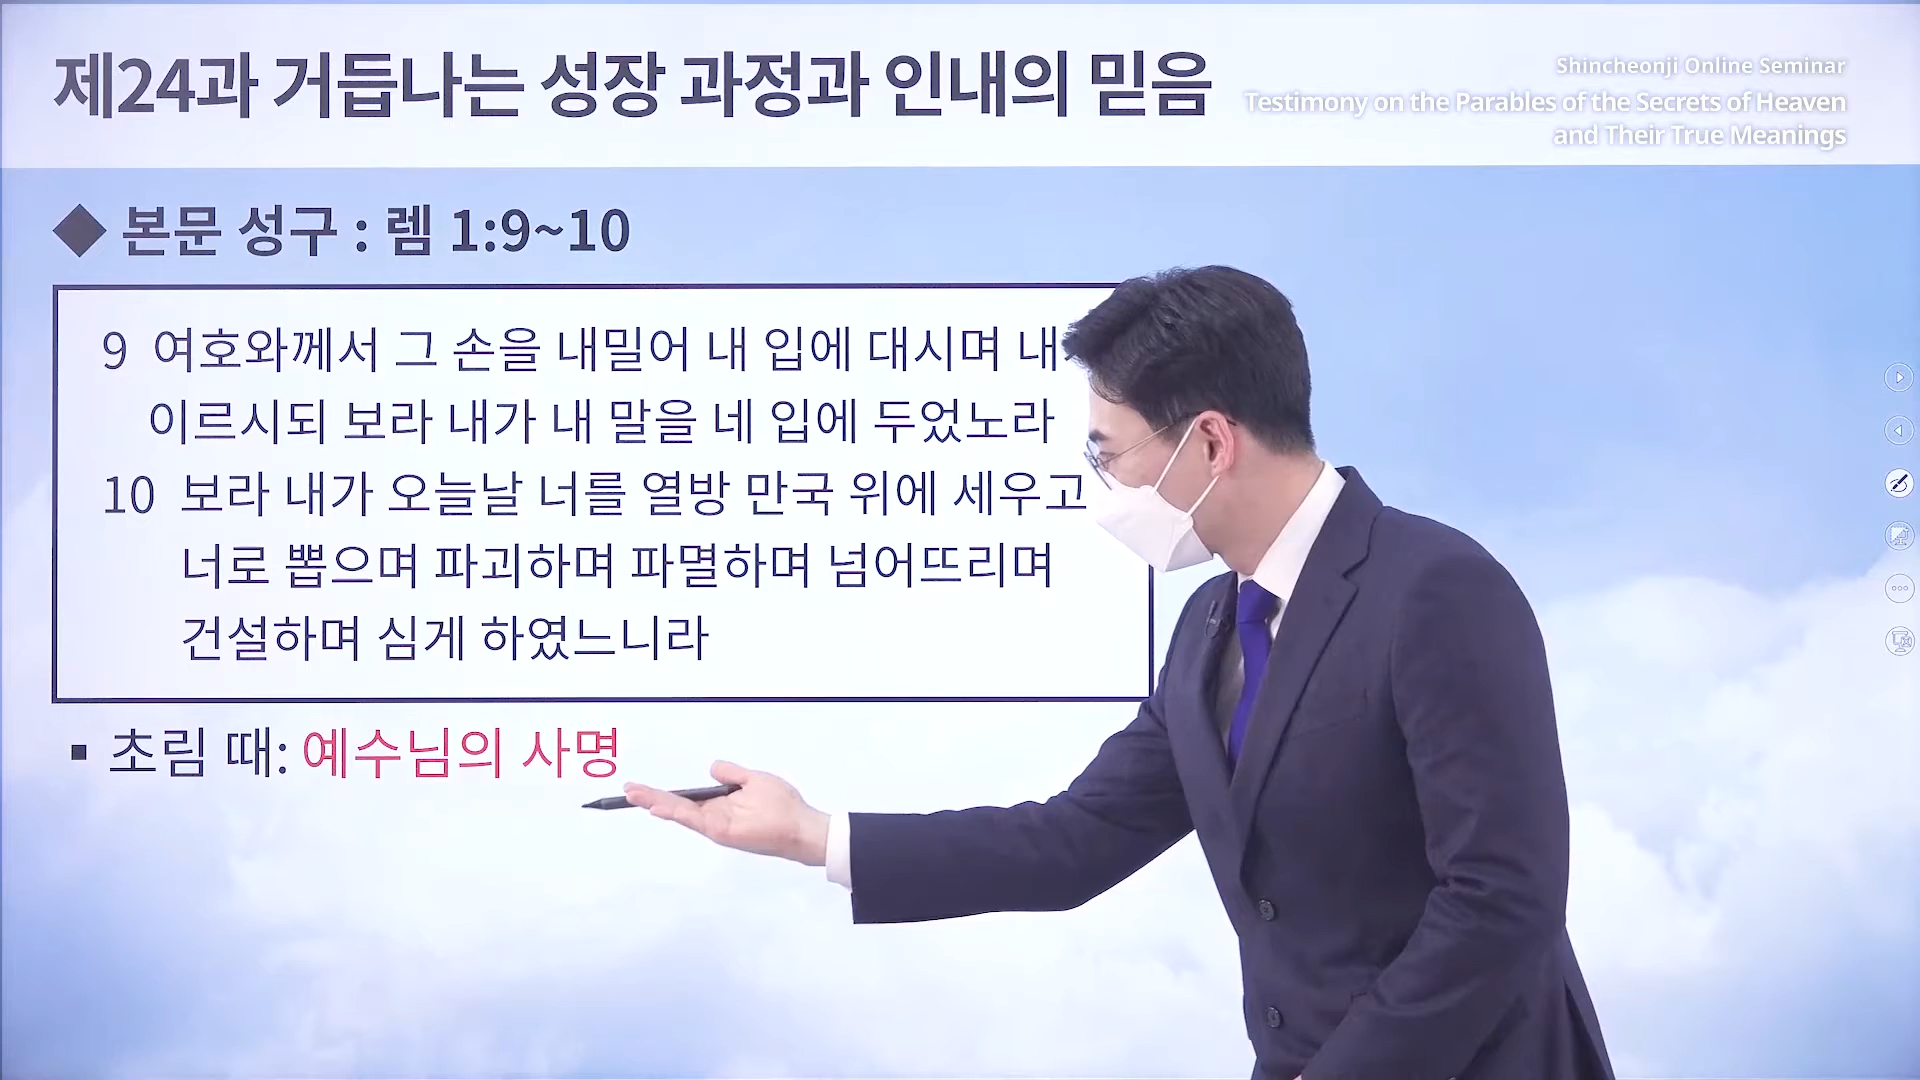 제24과 거듭나는 성장 과정과 인내의 믿음
Shincheonji Online Seminar
Testimony on the Parables of the Secrets of Heaven
and Their True Meanings
◆ 본문 성구 : 렘 1:9~10
9 여호와께서 그 손을 내밀어 내 입에 대시며 내
이르시되 보라 내가 내 말을 네 입에 두었노라
10 보라 내가 오늘날 너를 열방 만국 위에 세우고
너로 뽑으며 파괴하며 파멸하며 넘어뜨리며
건설하며 심게 하였느니라
▪ 초림 때: 예수님의 사명